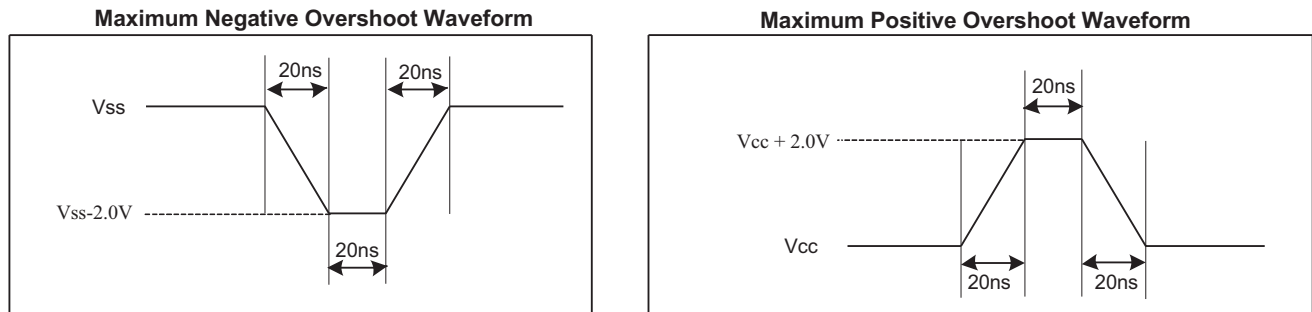 Maximum Negative Overshoot Waveform
20ns
20ns
Vss
Vss-2.0V
20ns
Maximum Positive Overshoot Waveform
20ns
Vcc + 2.0V
Vcc
20ns
20ns